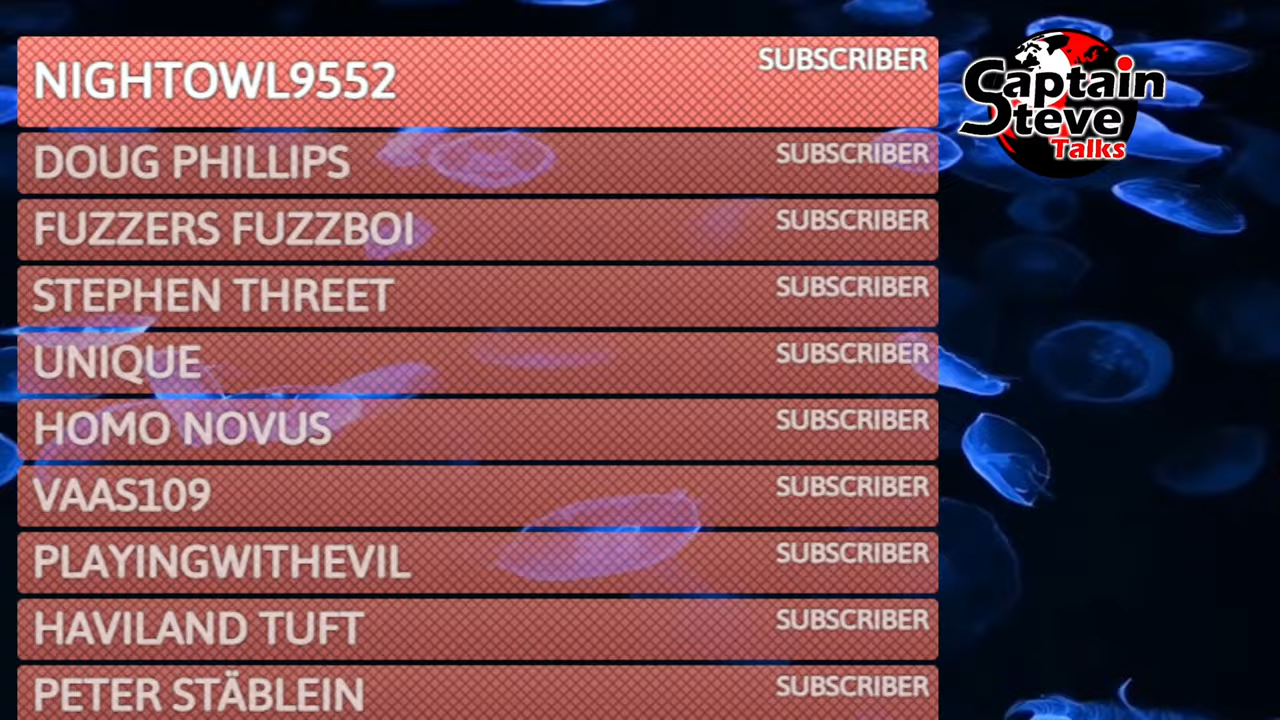 NIGHTOWL9552 SUBSCRIBER
DOUG PHILLIPS SUBSCRIBER
FUZZERS FUZZBOI SUBSCRIBER
STEPHEN THREET SUBSCRIBER
UNIQUE SUBSCRIBER
HOMO NOVUS SUBSCRIBER
VAAS109 SUBSCRIBER
PLAYINGWITHEVIL SUBSCRIBER
HAVILAND TUFT SUBSCRIBER
PETER STÄBLEIN SUBSCRIBER
Captain
Steve
Talks